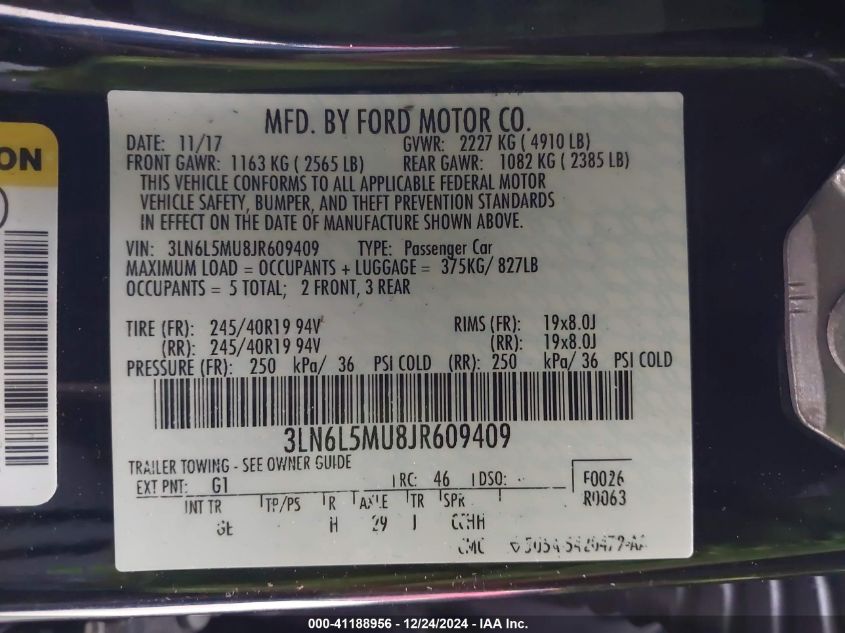 ON
MFD. BY FORD MOTOR CO.
DATE: 11/17 GVWR: 2227 KG ( 4910 LB)
FRONT GAWR: 1163 KG ( 2565 LB) REAR GAWR: 1082 KG ( 2385 LB)
THIS VEHICLE CONFORMS TO ALL APPLICABLE FEDERAL MOTOR
VEHICLE SAFETY, BUMPER, AND THEFT PREVENTION STANDARDS
IN EFFECT ON THE DATE OF MANUFACTURE SHOWN ABOVE.
VIN: 3LN6L5MU8JR609409 TYPE: Passenger Car
MAXIMUM LOAD = OCCUPANTS + LUGGAGE = 375KG/ 827LB
OCCUPANTS = 5 TOTAL; 2 FRONT, 3 REAR
TIRE (FR): 245/40R19 94V RIMS (FR): 19x8.0J
(RR): 245/40R19 94V (RR): 19x8.0J
PRESSURE (FR): 250 kPa/ 36 PSI COLD (RR): 250 kPa/ 36 PSI COLD
3LN6L5MU8JR609409
TRAILER TOWING - SEE OWNER GUIDE
EXT PNT: G1 RC: 46 DSO: F0026
INT TR TP/PS R AXLE TR SPR R0063
GE H 29 J CCHH
CMC
000-41188956 - 12/24/2024 - IAA Inc.